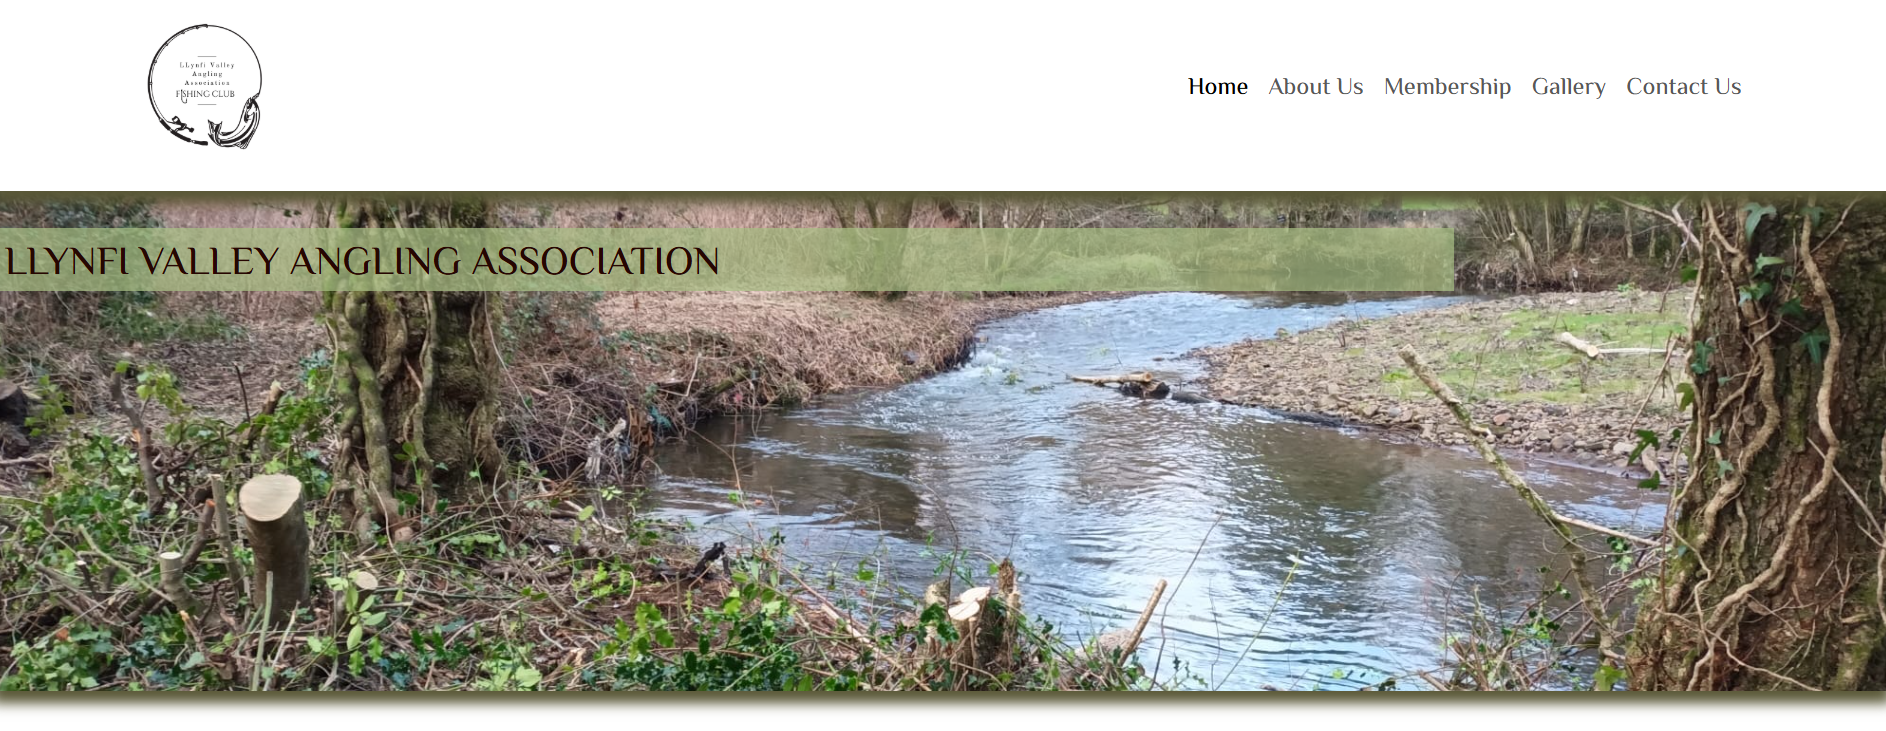 LLynfi Valley
Angling
Association
FISHING CLUB
Home About Us Membership Gallery Contact Us
LLYNFI VALLEY ANGLING ASSOCIATION